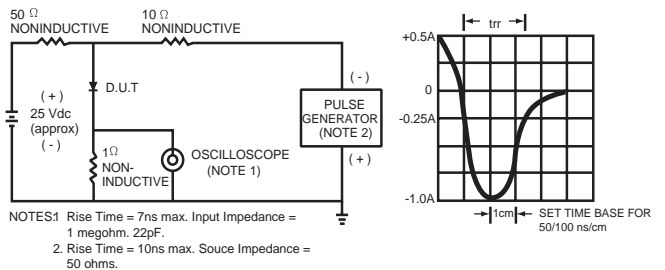 50 Ω
NONINDUCTIVE
10 Ω
NONINDUCTIVE
D.U.T
(+)
25 Vdc
(approx)
(-)
1Ω
NON-
INDUCTIVE
OSCILLOSCOPE
(NOTE 1)
(-)
PULSE
GENERATOR
(NOTE 2)
(+)
NOTES:1 Rise Time = 7ns max. Input Impedance =
1 megohm. 22pF.
2. Rise Time = 10ns max. Souce Impedance =
50 ohms.
trr
+0.5A
0
-0.25A
-1.0A
1cm
SET TIME BASE FOR
50/100 ns/cm